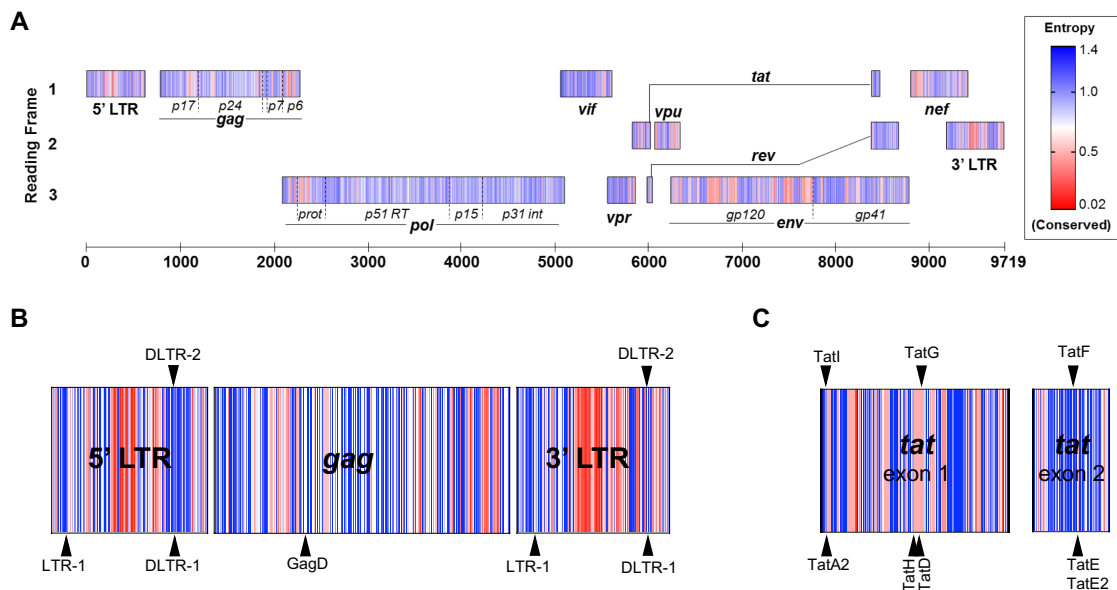 A
Entropy
1.4
1.0
0.5
0.02
(Conserved)
Reading Frame
1
2
3
5' LTR
p17
p24
p7
p6
gag
vif
tat
nef
vpu
rev
3' LTR
prot
p51 RT
p15
p31 int
pol
vpr
gp120
gp41
env
0
1000
2000
3000
4000
5000
6000
7000
8000
9000
9719
B
DLTR-2
DLTR-2
5' LTR
gag
3' LTR
LTR-1
DLTR-1
GagD
LTR-1
DLTR-1
C
TatI
TatG
TatF
tat
exon 1
tat
exon 2
TatA2
TatH
TatD
TatE
TatE2